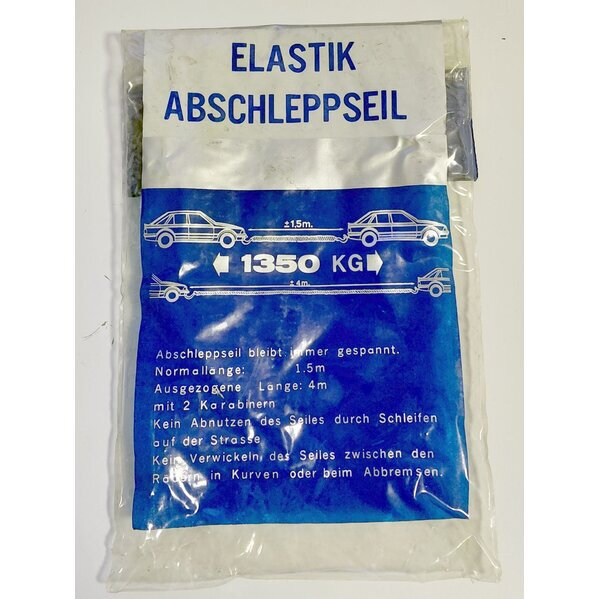 ELASTIK
ABSCHLEPPSEIL
±1,5m.
1350 KG
± 4m.
Abschleppseil bleibt immer gespannt.
Normallänge: 1.5m
Ausgezogene Länge: 4m
mit 2 Karabinern
Kein Abnutzen des Seiles durch Schleifen
auf der Strasse
Kein Verwickeln des Seiles zwischen den
Rädern in Kurven oder beim Abbremsen.